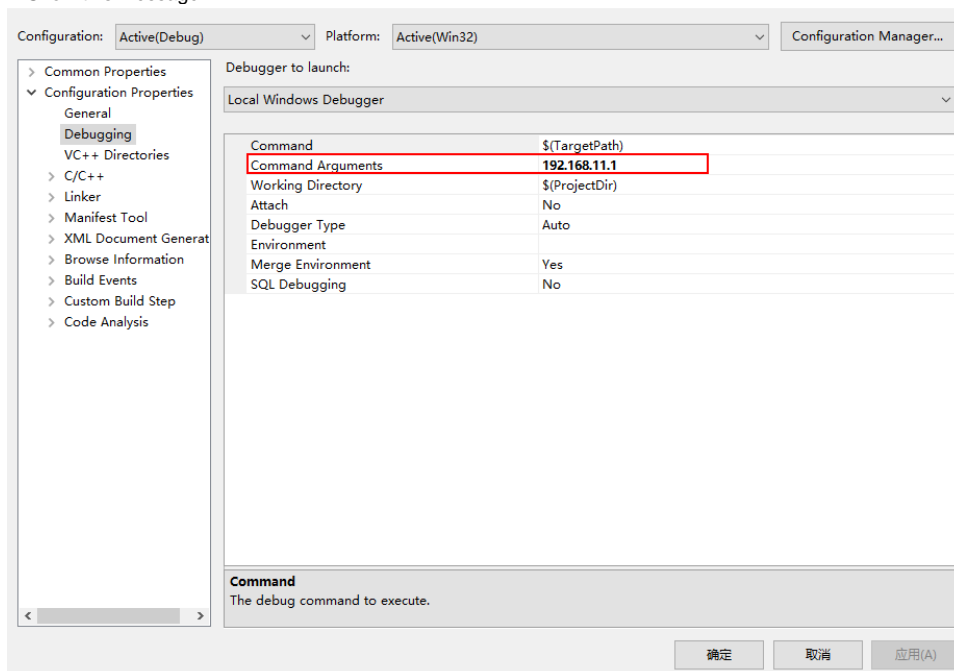 Configuration: Active(Debug) Platform: Active(Win32) Configuration Manager...
Common Properties
Configuration Properties
General
Debugging
VC++ Directories
C/C++
Linker
Manifest Tool
XML Document Generat
Browse Information
Build Events
Custom Build Step
Code Analysis
Debugger to launch:
Local Windows Debugger
Command $(TargetPath)
Command Arguments 192.168.11.1
Working Directory $(ProjectDir)
Attach No
Debugger Type Auto
Environment
Merge Environment Yes
SQL Debugging No
Command
The debug command to execute.
确定 取消 应用(A)